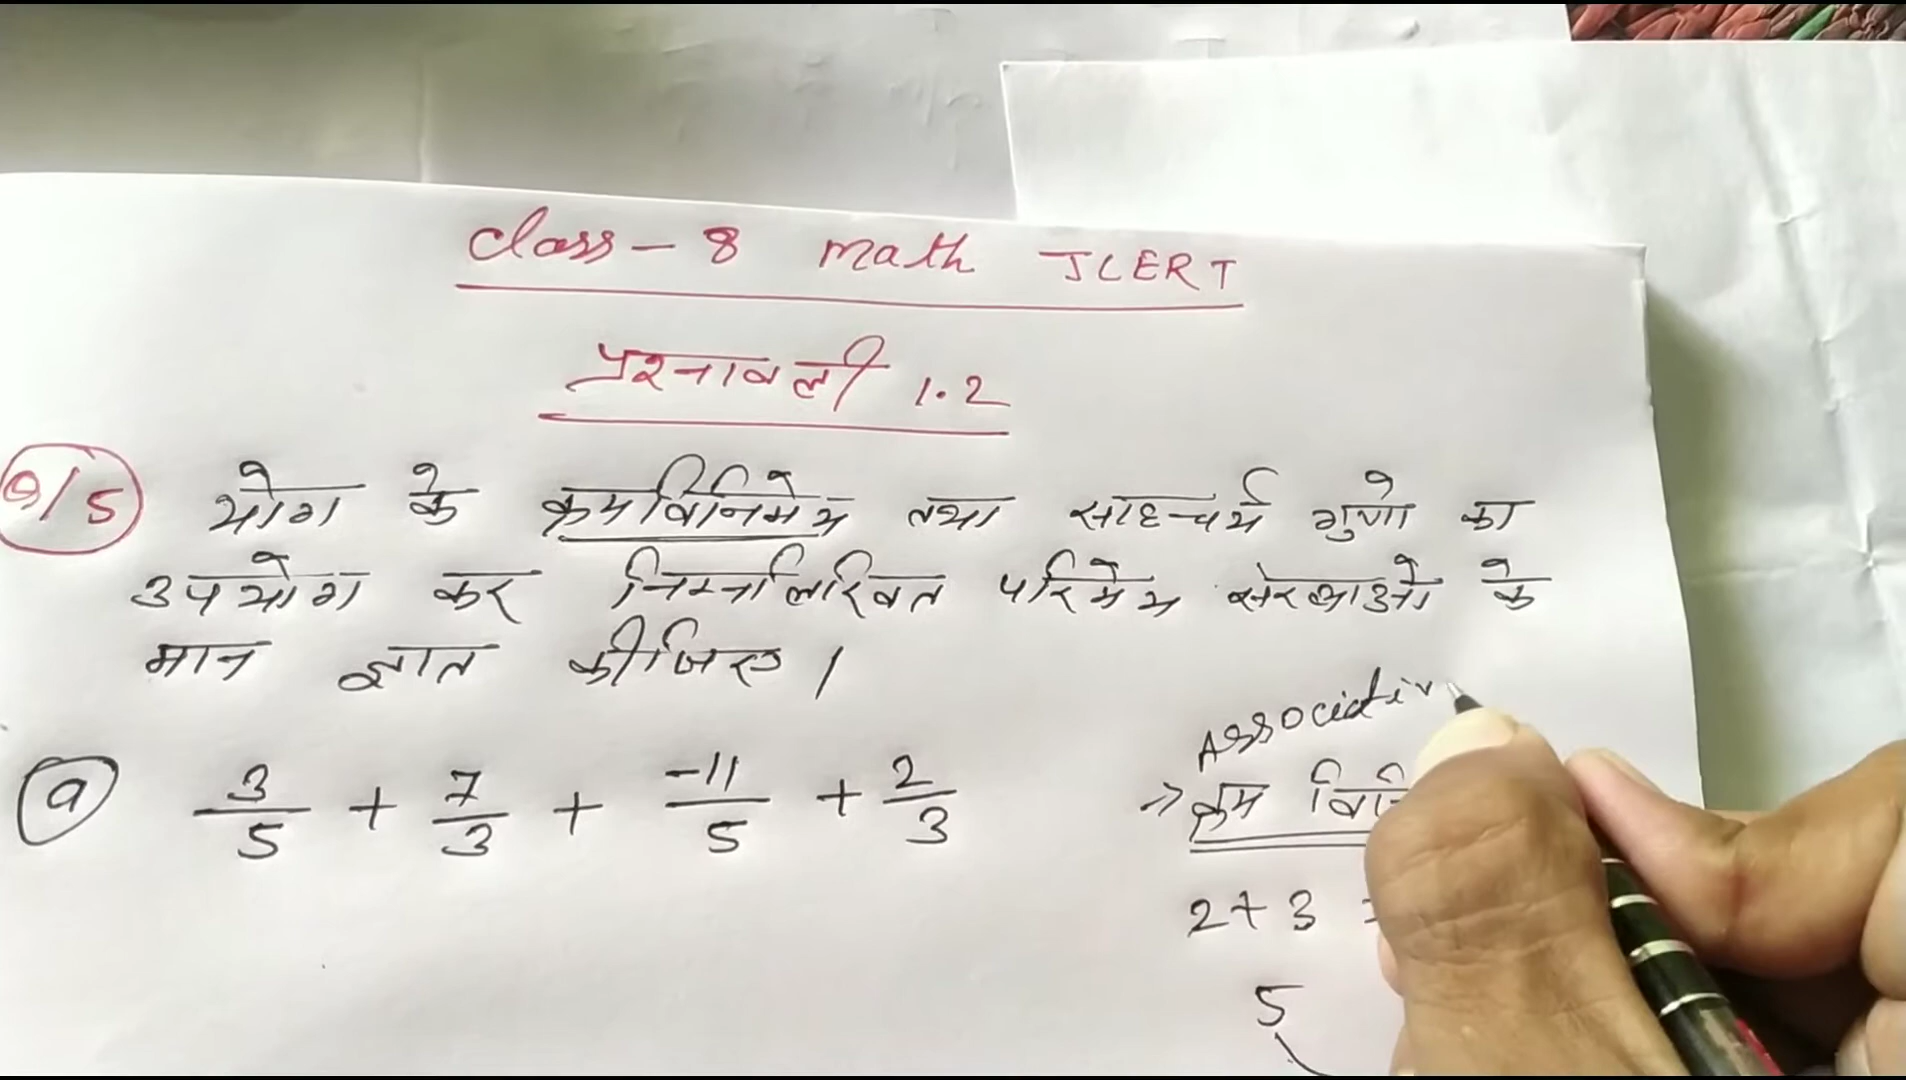 class - 8 math JCERT
प्रश्नावली 1.2
Q/5 योग के क्रमविनिमेय तथा साहचर्य गुणो का
उपयोग कर निम्नलिखित परिमेय संख्याओ के
मान ज्ञात कीजिए।
Associativ
(a) 3/5 + 7/3 + -11/5 + 2/3
⇒ क्रम
2+3 =
5